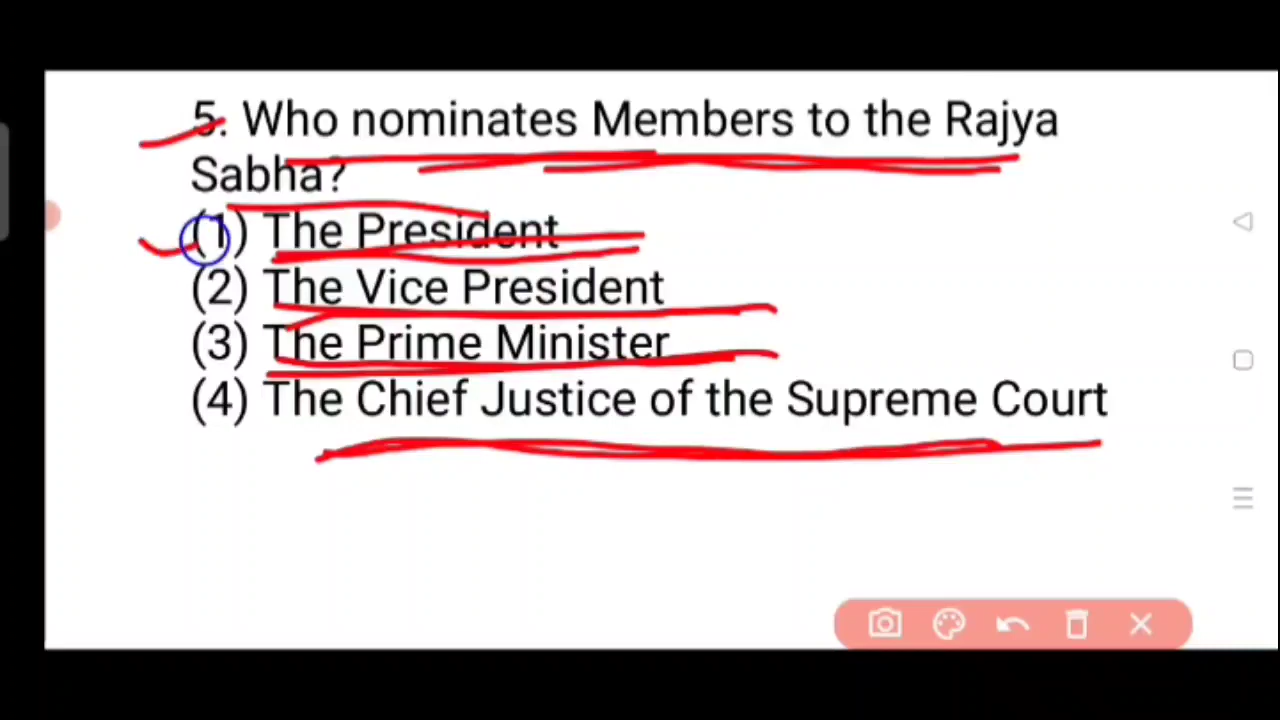 5. Who nominates Members to the Rajya
Sabha?
(1) The President
(2) The Vice President
(3) The Prime Minister
(4) The Chief Justice of the Supreme Court